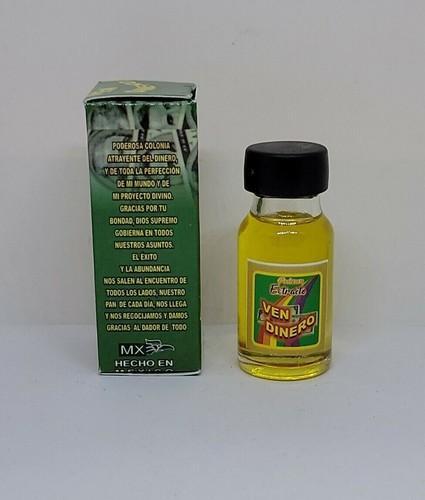 PODEROSA COLONIA
ATRAYENTE DEL DINERO,
Y DE TODA LA PERFECCIÓN
DE MI MUNDO Y DE
MI PROYECTO DIVINO.
GRACIAS POR TU
BONDAD, DIOS SUPREMO
GOBIERNA EN TODOS
NUESTROS ASUNTOS.
EL EXITO
Y LA ABUNDANCIA
NOS SALEN AL ENCUENTRO DE
TODOS LOS LADOS, NUESTRO
PAN DE CADA DÍA, NOS LLEGA
Y NOS REGOCIJAMOS Y DAMOS
GRACIAS AL DADOR DE TODO
MX
HECHO EN
MEXICO
Extracto
VEN
DINERO